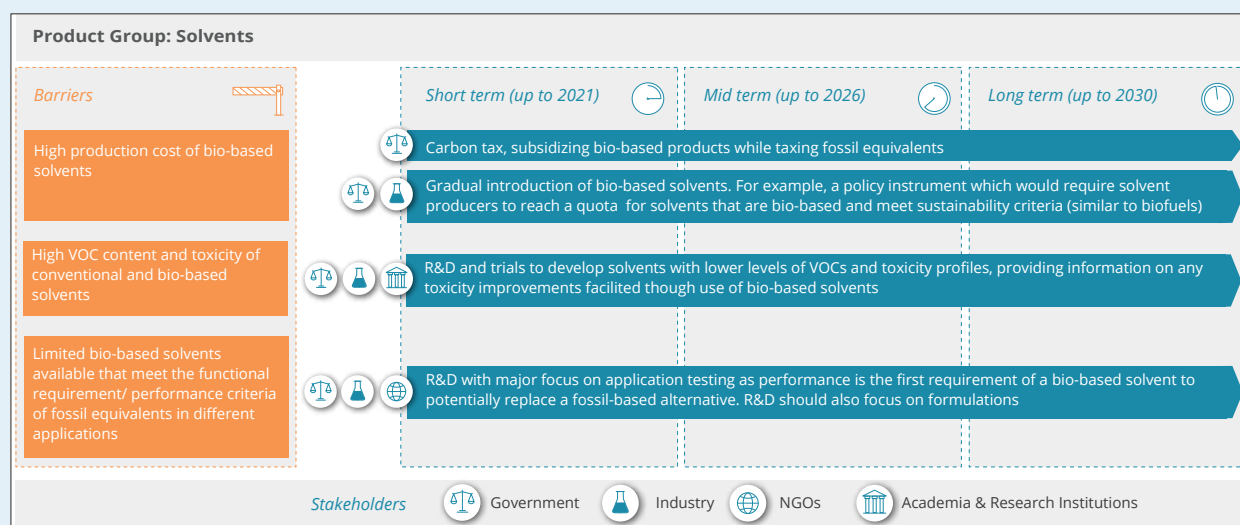 Product Group: Solvents
Barriers
Short term (up to 2021)
Mid term (up to 2026)
Long term (up to 2030)
High production cost of bio-based
solvents
Carbon tax, subsidizing bio-based products while taxing fossil equivalents
Gradual introduction of bio-based solvents. For example, a policy instrument which would require solvent
producers to reach a quota for solvents that are bio-based and meet sustainability criteria (similar to biofuels)
High VOC content and toxicity of
conventional and bio-based
solvents
R&D and trials to develop solvents with lower levels of VOCs and toxicity profiles, providing information on any
toxicity improvements facilited though use of bio-based solvents
Limited bio-based solvents
available that meet the functional
requirement/ performance criteria
of fossil equivalents in different
applications
R&D with major focus on application testing as performance is the first requirement of a bio-based solvent to
potentially replace a fossil-based alternative. R&D should also focus on formulations
Stakeholders
Government
Industry
NGOs
Academia & Research Institutions